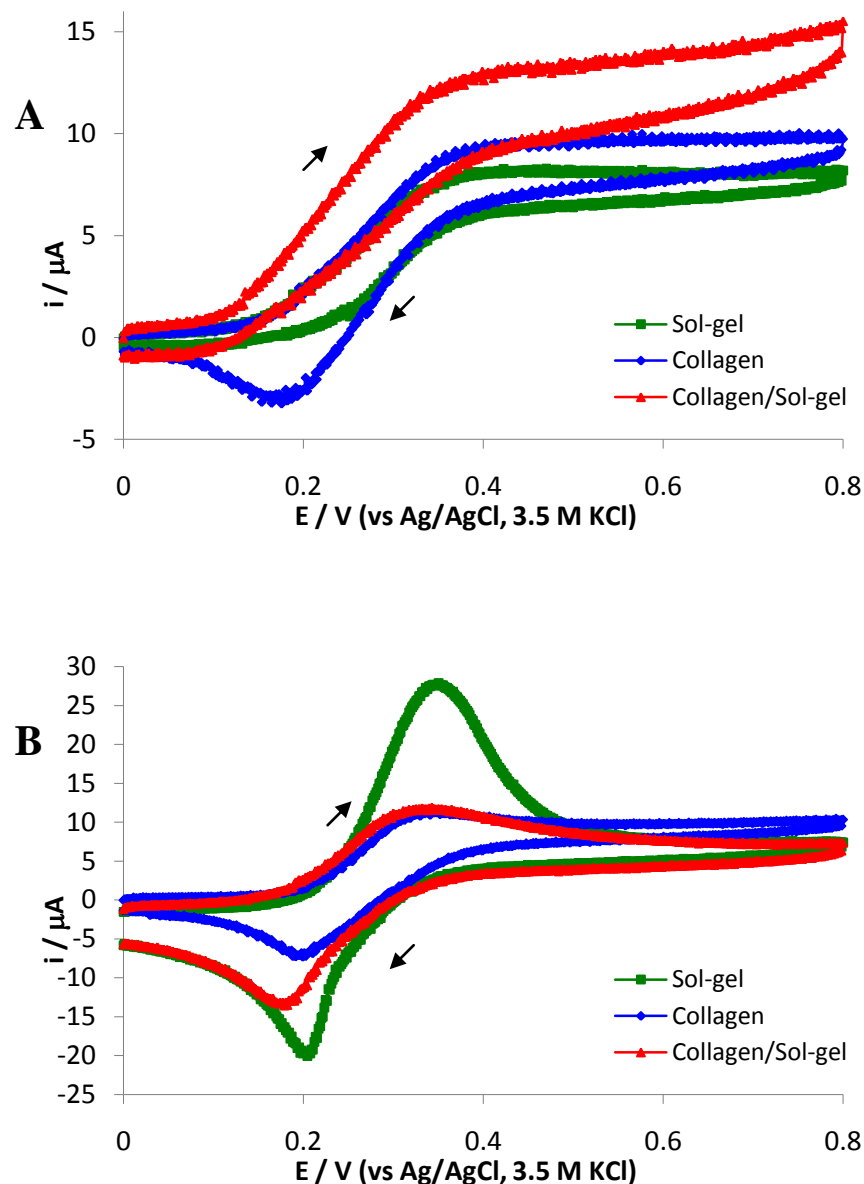 15
A
10
5
i / µA
0
Sol-gel
Collagen
Collagen/Sol-gel
-5
0 0.2 0.4 0.6 0.8
E / V (vs Ag/AgCl, 3.5 M KCl)
30
25
B
20
15
10
5
0
i / µA
-5
-10
Sol-gel
-15
Collagen
-20
Collagen/Sol-gel
-25
0 0.2 0.4 0.6 0.8
E / V (vs Ag/AgCl, 3.5 M KCl)